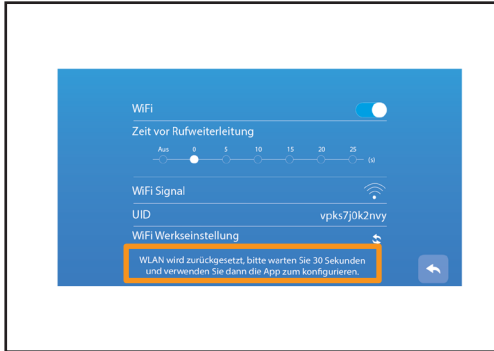 WiFi
Zeit vor Rufweiterleitung
Aus 0 5 10 15 20 25 (s)
WiFi Signal
UID vpks7j0k2nvy
WiFi Werkseinstellung
WLAN wird zurückgesetzt, bitte warten Sie 30 Sekunden
und verwenden Sie dann die App zum konfigurieren.